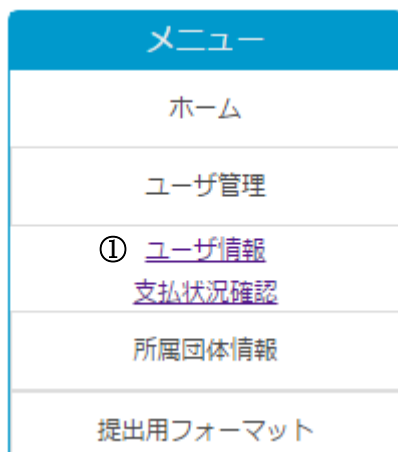 メニュー
ホーム
ユーザ管理
① ユーザ情報
支払状況確認
所属団体情報
提出用フォーマット